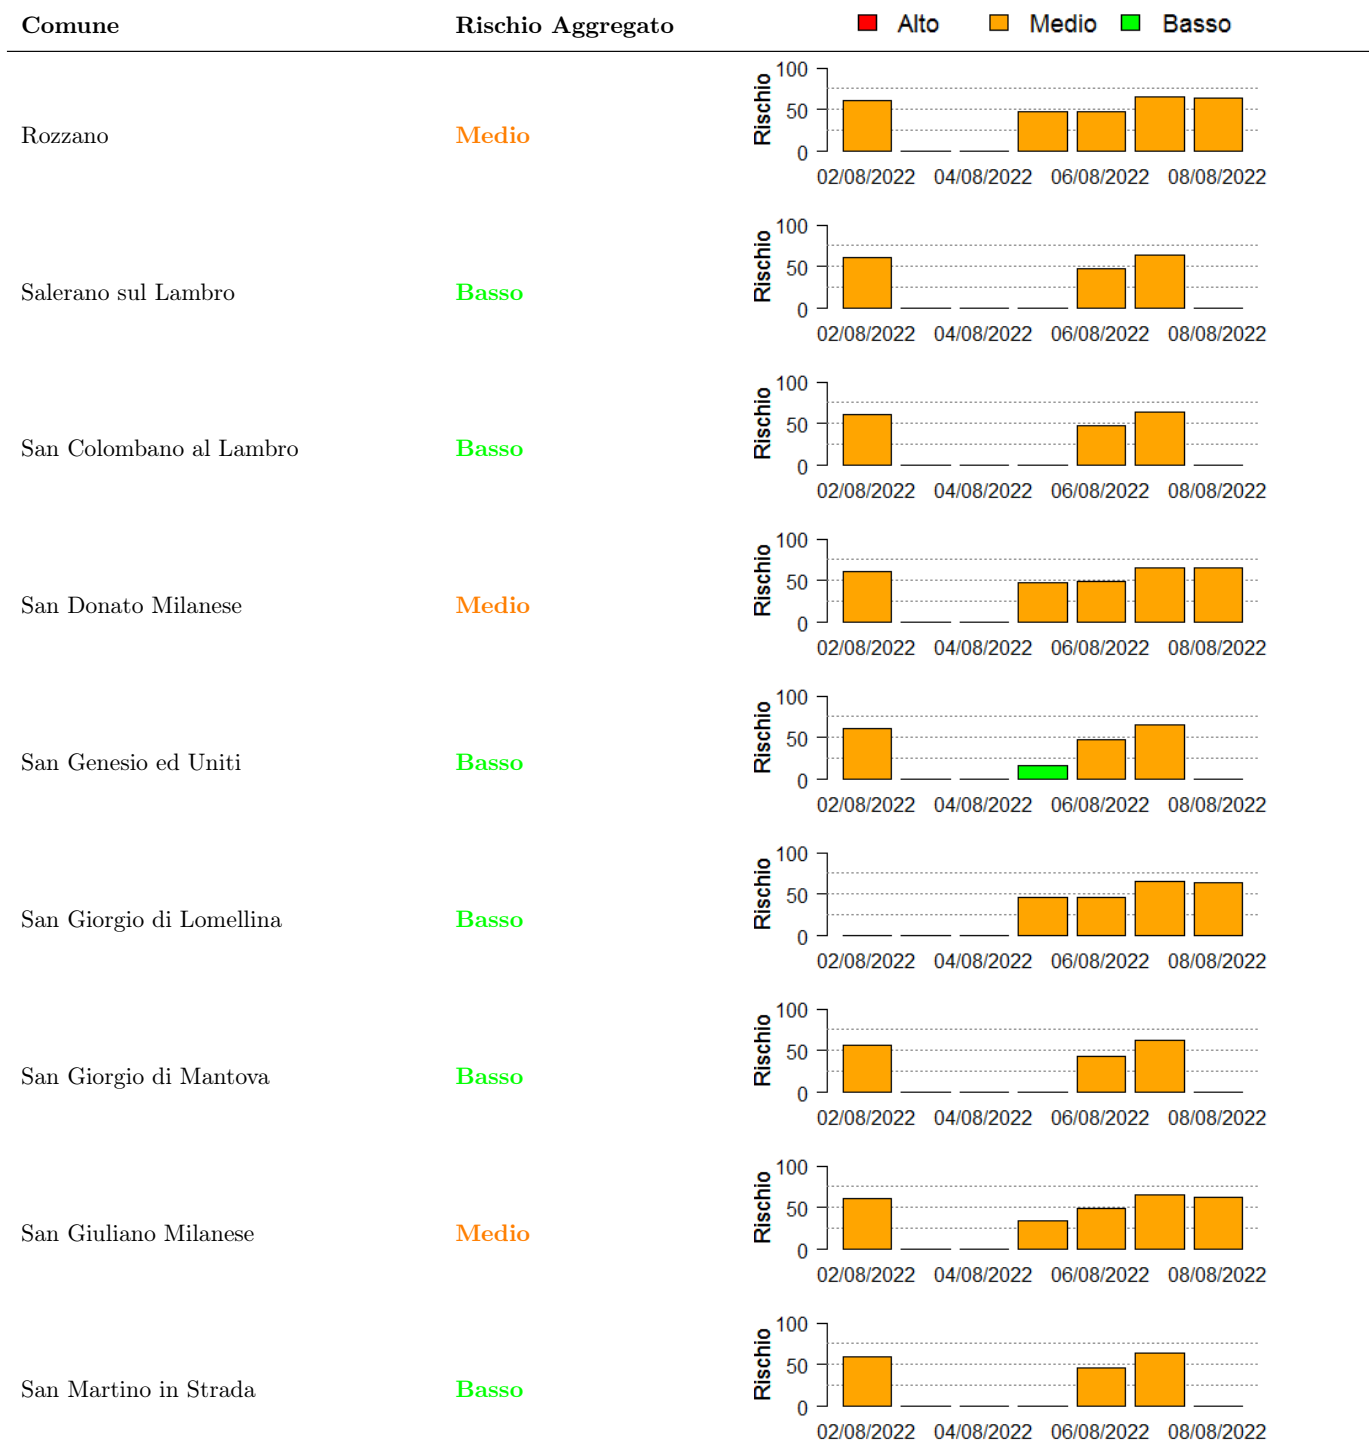 Comune Rischio Aggregato Alto Medio Basso
100
50
0
Rischio
Rozzano Medio
02/08/2022 04/08/2022 06/08/2022 08/08/2022
100
50
0
Rischio
Salerano sul Lambro Basso
02/08/2022 04/08/2022 06/08/2022 08/08/2022
100
50
0
Rischio
San Colombano al Lambro Basso
02/08/2022 04/08/2022 06/08/2022 08/08/2022
100
50
0
Rischio
San Donato Milanese Medio
02/08/2022 04/08/2022 06/08/2022 08/08/2022
100
50
0
Rischio
San Genesio ed Uniti Basso
02/08/2022 04/08/2022 06/08/2022 08/08/2022
100
50
0
Rischio
San Giorgio di Lomellina Basso
02/08/2022 04/08/2022 06/08/2022 08/08/2022
100
50
0
Rischio
San Giorgio di Mantova Basso
02/08/2022 04/08/2022 06/08/2022 08/08/2022
100
50
0
Rischio
San Giuliano Milanese Medio
02/08/2022 04/08/2022 06/08/2022 08/08/2022
100
50
0
Rischio
San Martino in Strada Basso
02/08/2022 04/08/2022 06/08/2022 08/08/2022